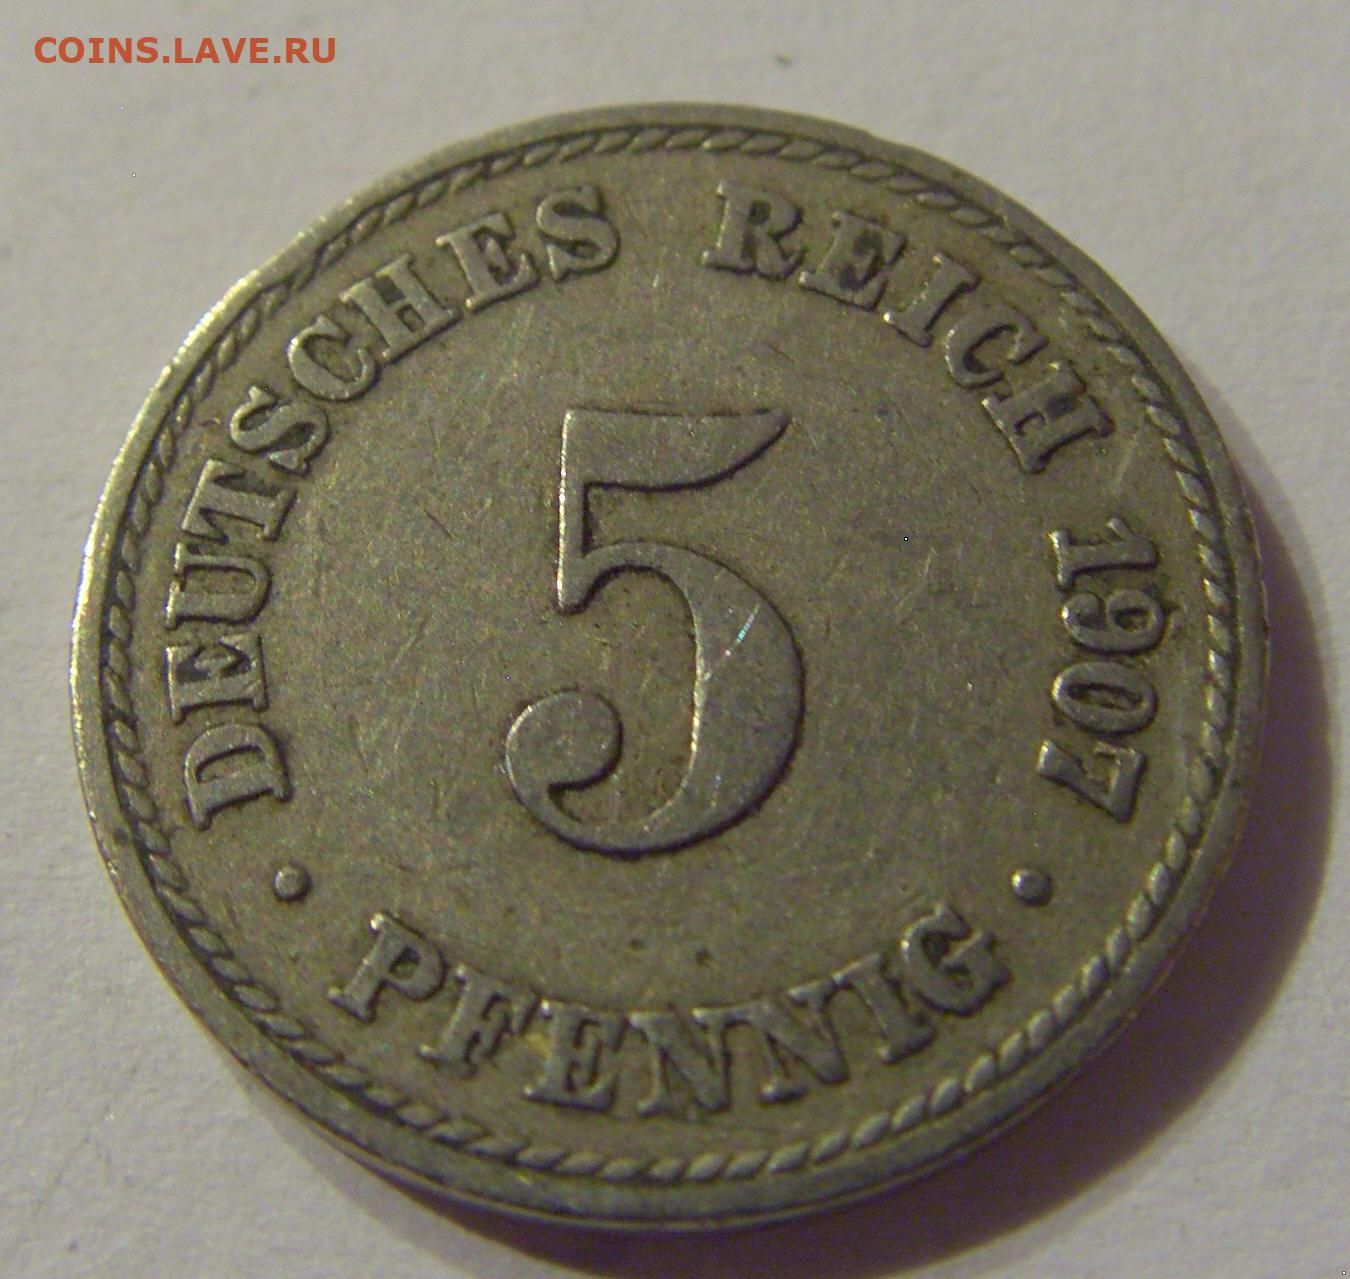 COINS.LAVE.RU
DEUTSCHES REICH 1907
5
• PFENNIG •